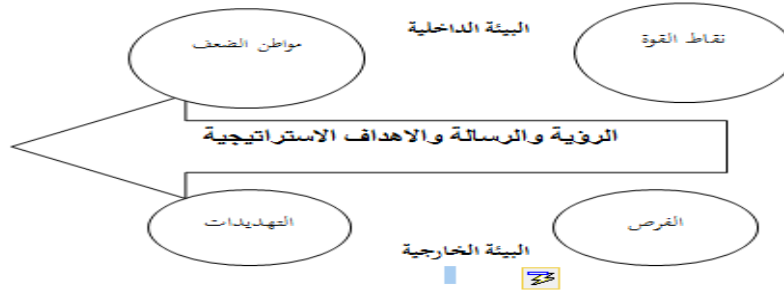 البيئة الداخلية
نقاط القوة
مواطن الضعف
الرؤية والرسالة والاهداف الاستراتيجية
الفرص
التهديدات
البيئة الخارجية